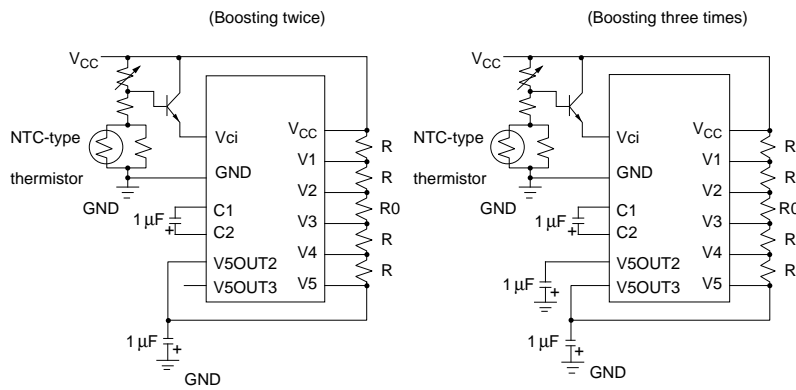 (Boosting twice)
VCC
NTC-type
thermistor
GND
Vci
GND
C1
C2
V5OUT2
V5OUT3
VCC
V1
V2
V3
V4
V5
R
R
R0
R
R
1 µF
+
1 µF
+
GND
(Boosting three times)
VCC
NTC-type
thermistor
GND
Vci
GND
C1
C2
V5OUT2
V5OUT3
VCC
V1
V2
V3
V4
V5
R
R
R0
R
R
1 µF
+
1 µF
+
1 µF
+
GND